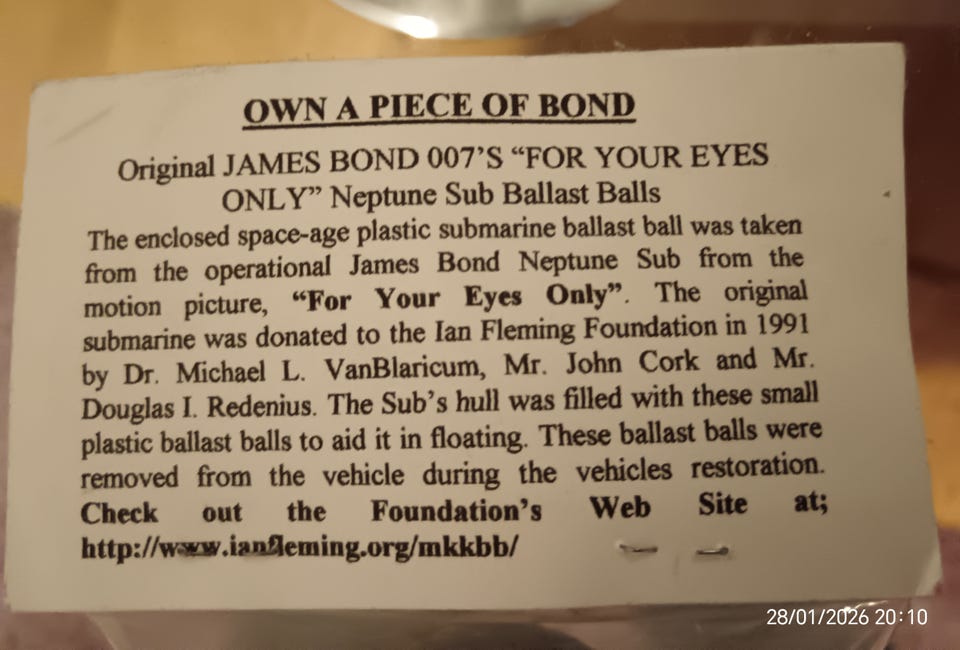 OWN A PIECE OF BOND
Original JAMES BOND 007'S “FOR YOUR EYES
ONLY” Neptune Sub Ballast Balls
The enclosed space-age plastic submarine ballast ball was taken
from the operational James Bond Neptune Sub from the
motion picture, “For Your Eyes Only”. The original
submarine was donated to the Ian Fleming Foundation in 1991
by Dr. Michael L. VanBlaricum, Mr. John Cork and Mr.
Douglas I. Redenius. The Sub's hull was filled with these small
plastic ballast balls to aid it in floating. These ballast balls were
removed from the vehicle during the vehicles restoration.
Check out the Foundation's Web Site at;
http://www.ianfleming.org/mkkbb/
28/01/2026 20:10